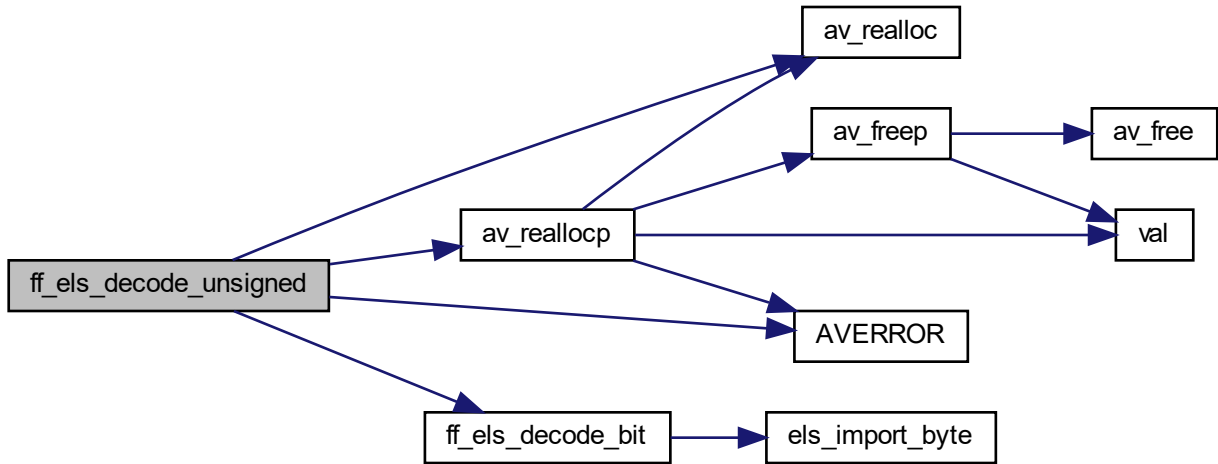 av_realloc
av_freep
av_free
av_reallocp
val
ff_els_decode_unsigned
AVERROR
ff_els_decode_bit
els_import_byte